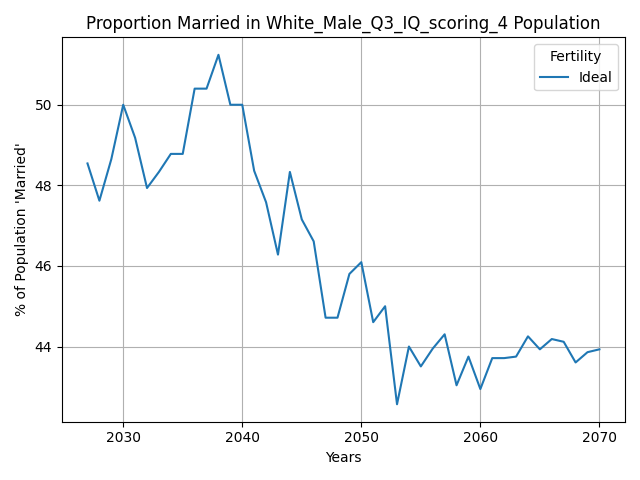 Proportion Married in White_Male_Q3_IQ_scoring_4 Population
Fertility
Ideal
% of Population 'Married'
50
48
46
44
2030
2040
2050
2060
2070
Years